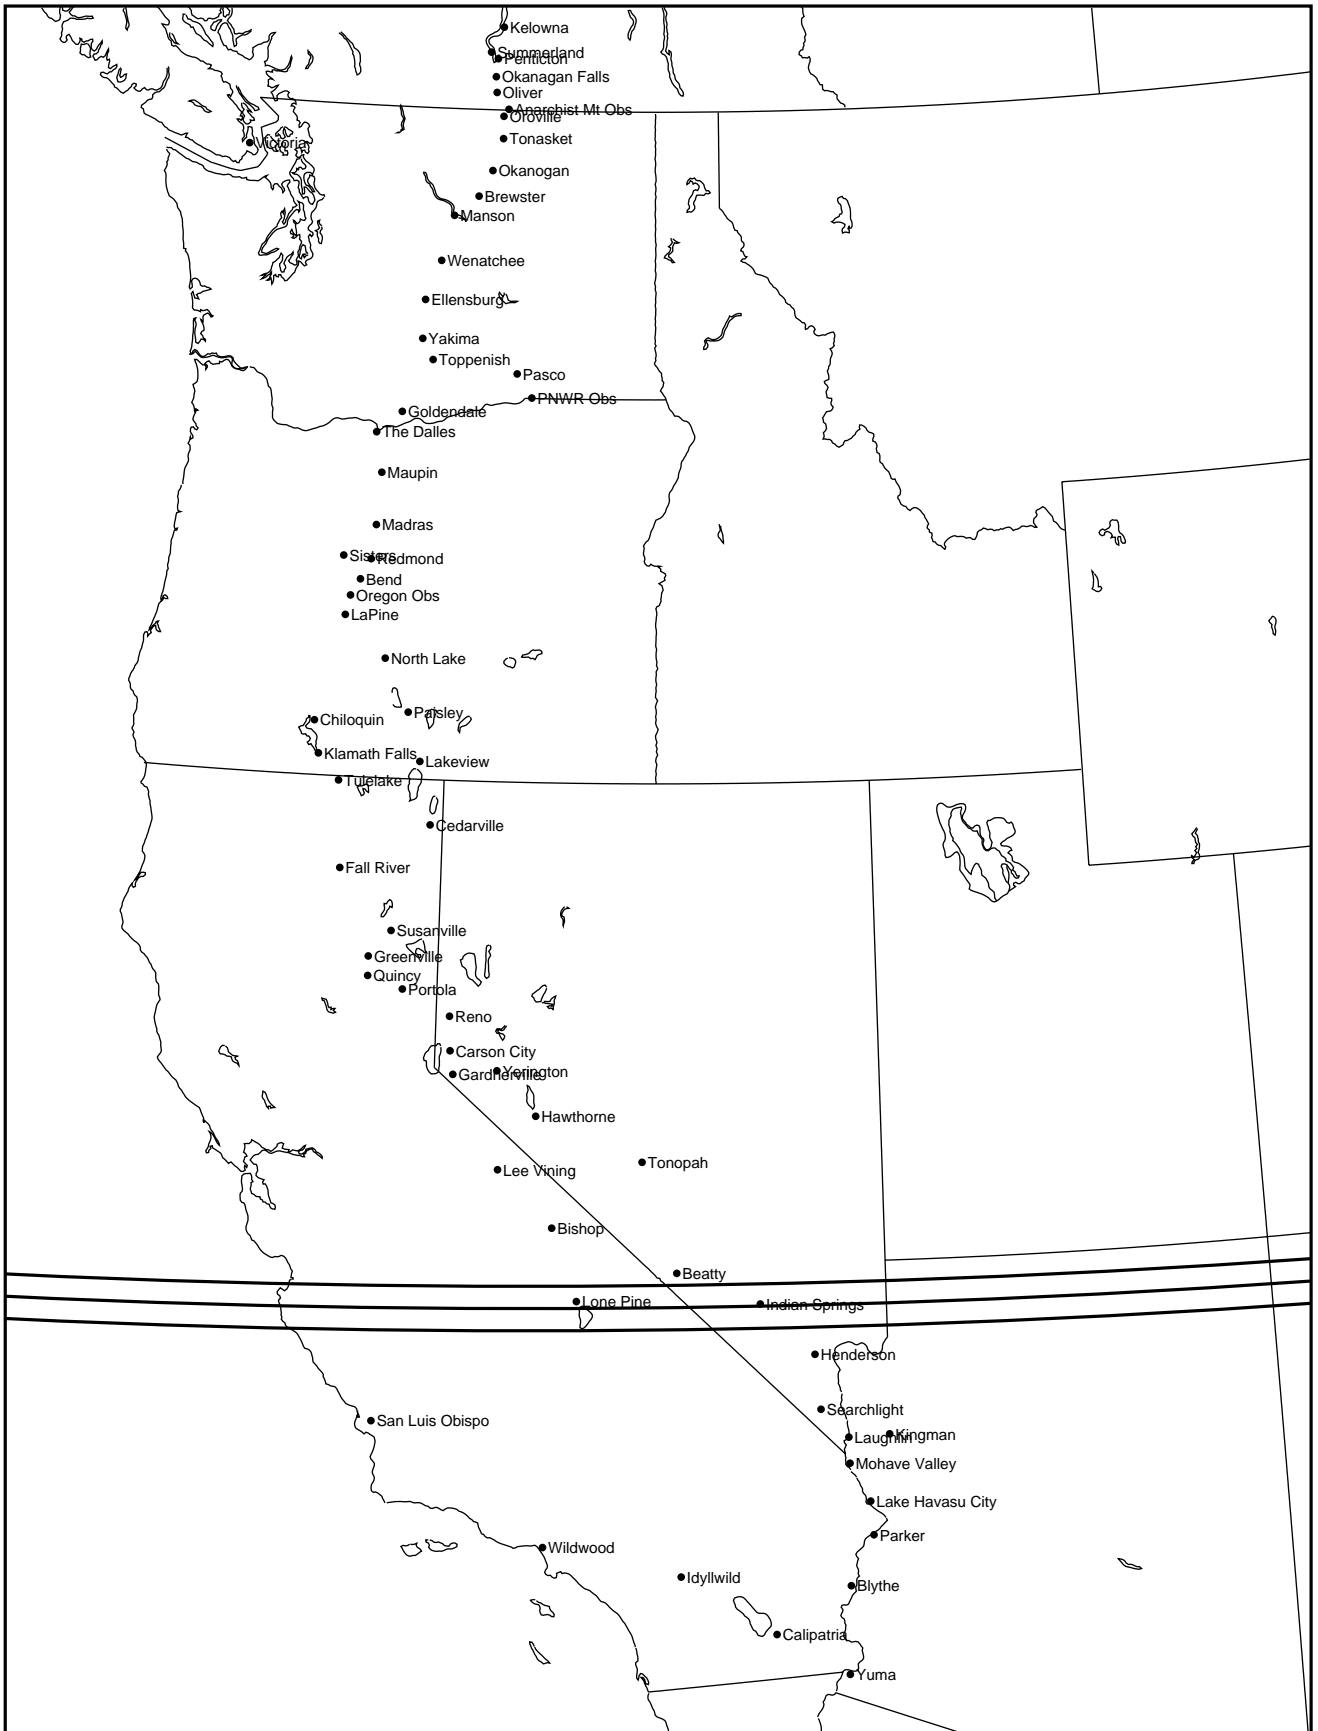 Kelowna
Summerland
Penticton
Okanagan Falls
Oliver
Anarchist Mt Obs
Oroville
Tonasket
Victoria
Okanogan
Brewster
Manson
Wenatchee
Ellensburg
Yakima
Toppenish
Pasco
PNWR Obs
Goldendale
The Dalles
Maupin
Madras
Sisters
Redmond
Bend
Oregon Obs
LaPine
North Lake
Paisley
Chiloquin
Klamath Falls
Lakeview
Tulelake
Cedarville
Fall River
Susanville
Greenville
Quincy
Portola
Reno
Carson City
Yerington
Gardnerville
Hawthorne
Tonopah
Lee Vining
Bishop
Beatty
Lone Pine
Indian Springs
Henderson
Searchlight
San Luis Obispo
Kingman
Laughlin
Mohave Valley
Lake Havasu City
Parker
Wildwood
Idyllwild
Blythe
Calipatria
Yuma